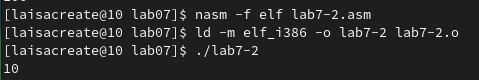 [laisacreate@10 lab07]$ nasm -f elf lab7-2.asm
[laisacreate@10 lab07]$ ld -m elf_i386 -o lab7-2 lab7-2.o
[laisacreate@10 lab07]$ ./lab7-2
10